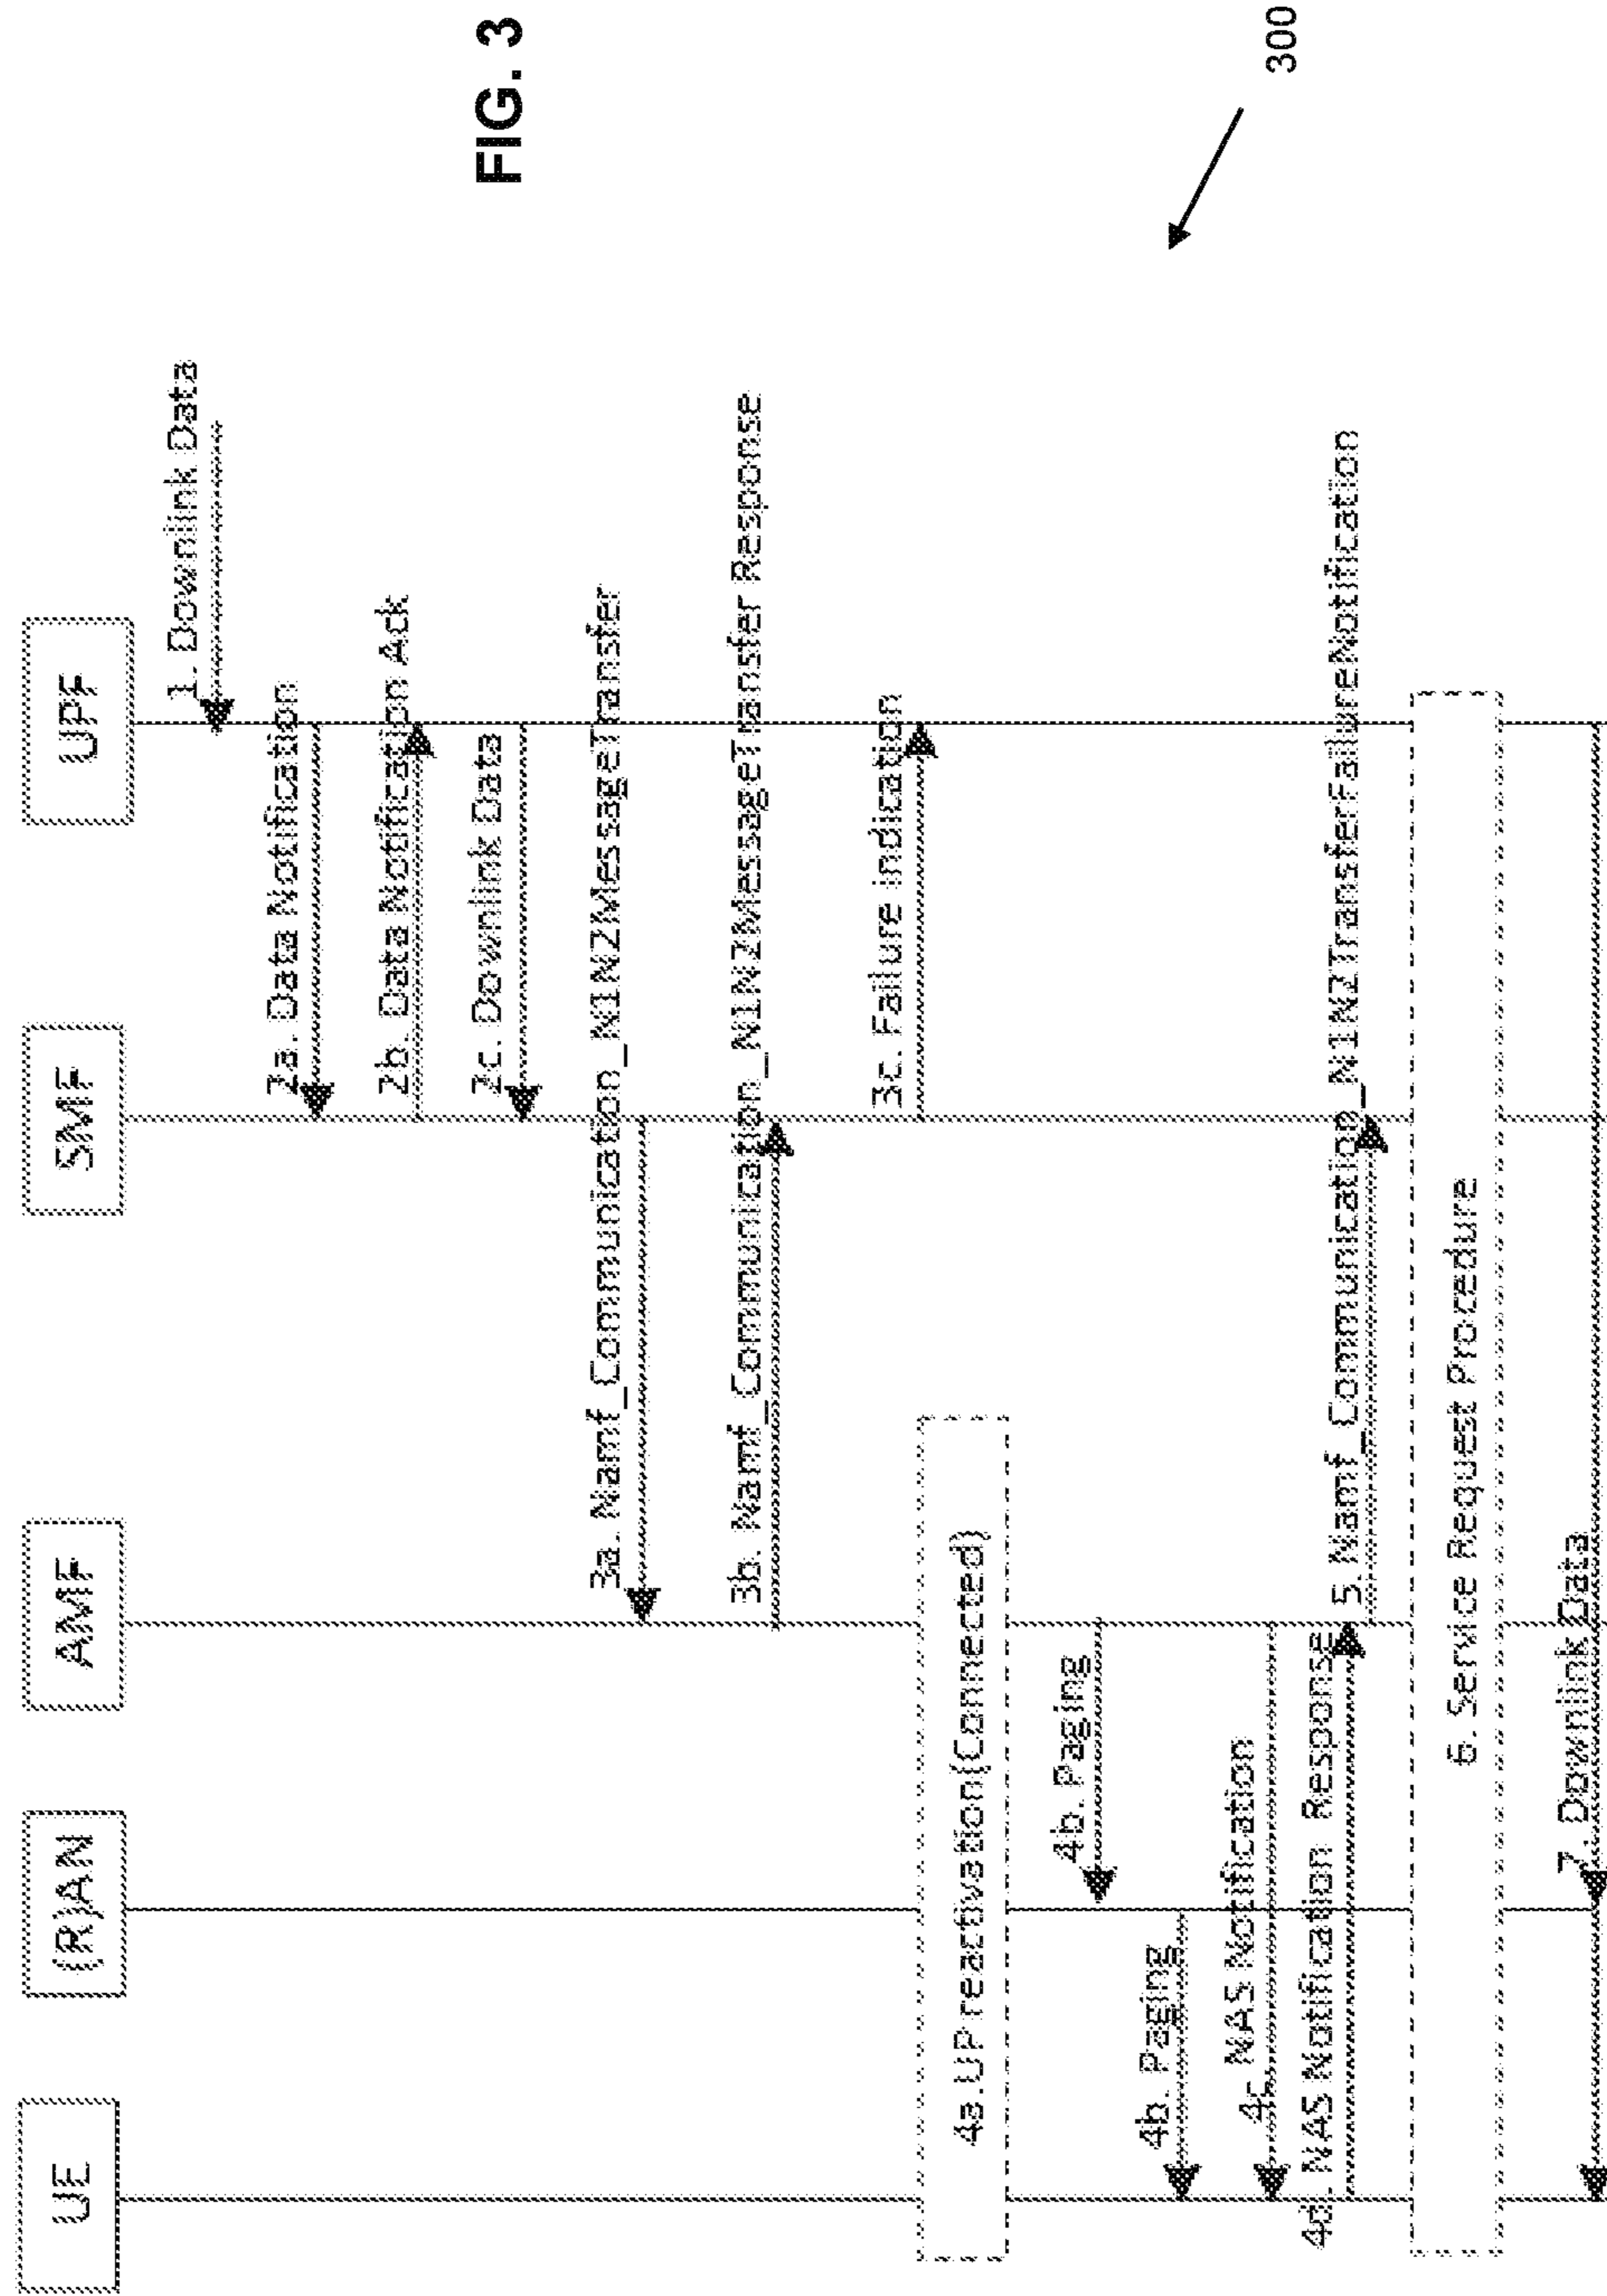 UE
(R)AN
AMF
SMF
UPF
1. Downlink Data
2a. Data Notification
2b. Data Notification Ack
2c. Downlink Data
3a. Namf_Communication_N1N2MessageTransfer
3b. Namf_Communication_N1N2MessageTransfer Response
3c. Failure indication
4a.UP reactivation(Connected)
4b. Paging
4b. Paging
4c. NAS Notification
4d. NAS Notification Response
5. Namf_Communication_N1N2TransferFailureNotification
6. Service Request Procedure
7. Downlink Data
300
FIG. 3